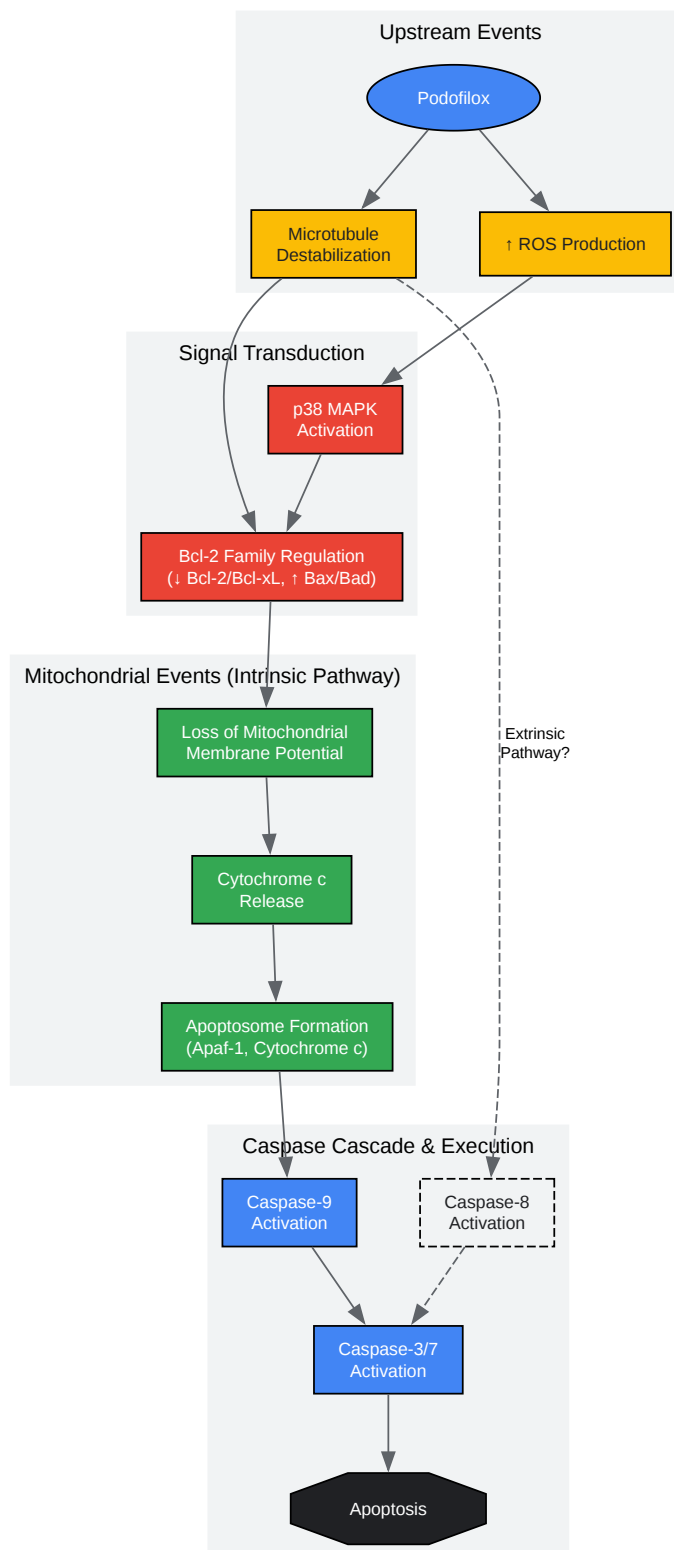 Upstream Events
Podofilox
Microtubule
Destabilization
↑ ROS Production
Signal Transduction
p38 MAPK
Activation
Bcl-2 Family Regulation
(↓ Bcl-2/Bcl-xL, ↑ Bax/Bad)
Mitochondrial Events (Intrinsic Pathway)
Loss of Mitochondrial
Membrane Potential
Extrinsic
Pathway?
Cytochrome c
Release
Apoptosome Formation
(Apaf-1, Cytochrome c)
Caspase Cascade & Execution
Caspase-9
Activation
Caspase-8
Activation
Caspase-3/7
Activation
Apoptosis